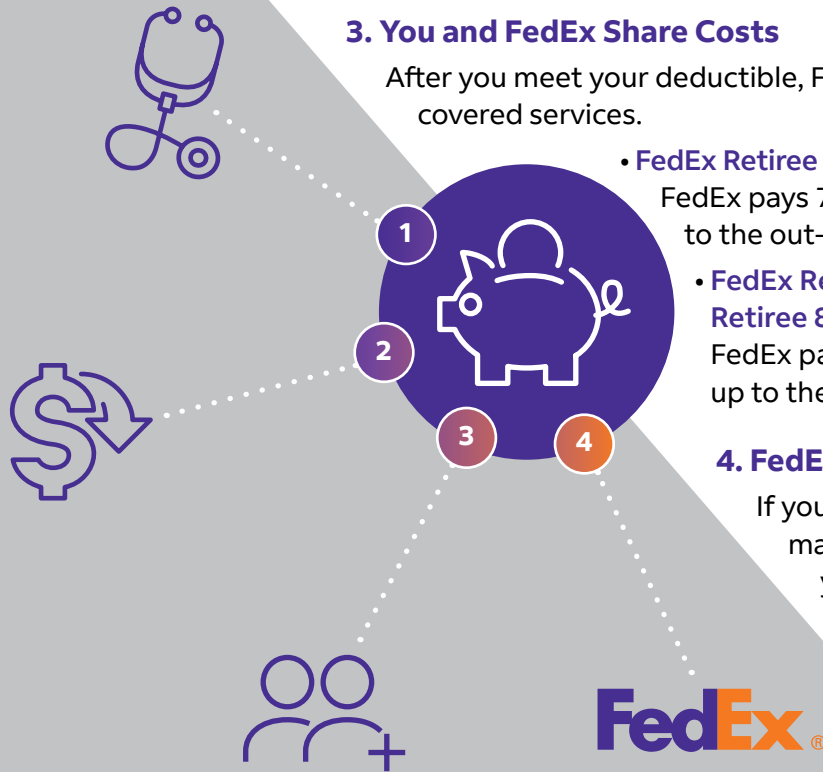 3. You and FedEx Share Costs
After you meet your deductible, F
covered services.
• FedEx Retiree
FedEx pays 7
to the out-
• FedEx Re
Retiree 8
FedEx pa
up to the
4. FedE
If you
ma
1
2
3
4
FedEx®